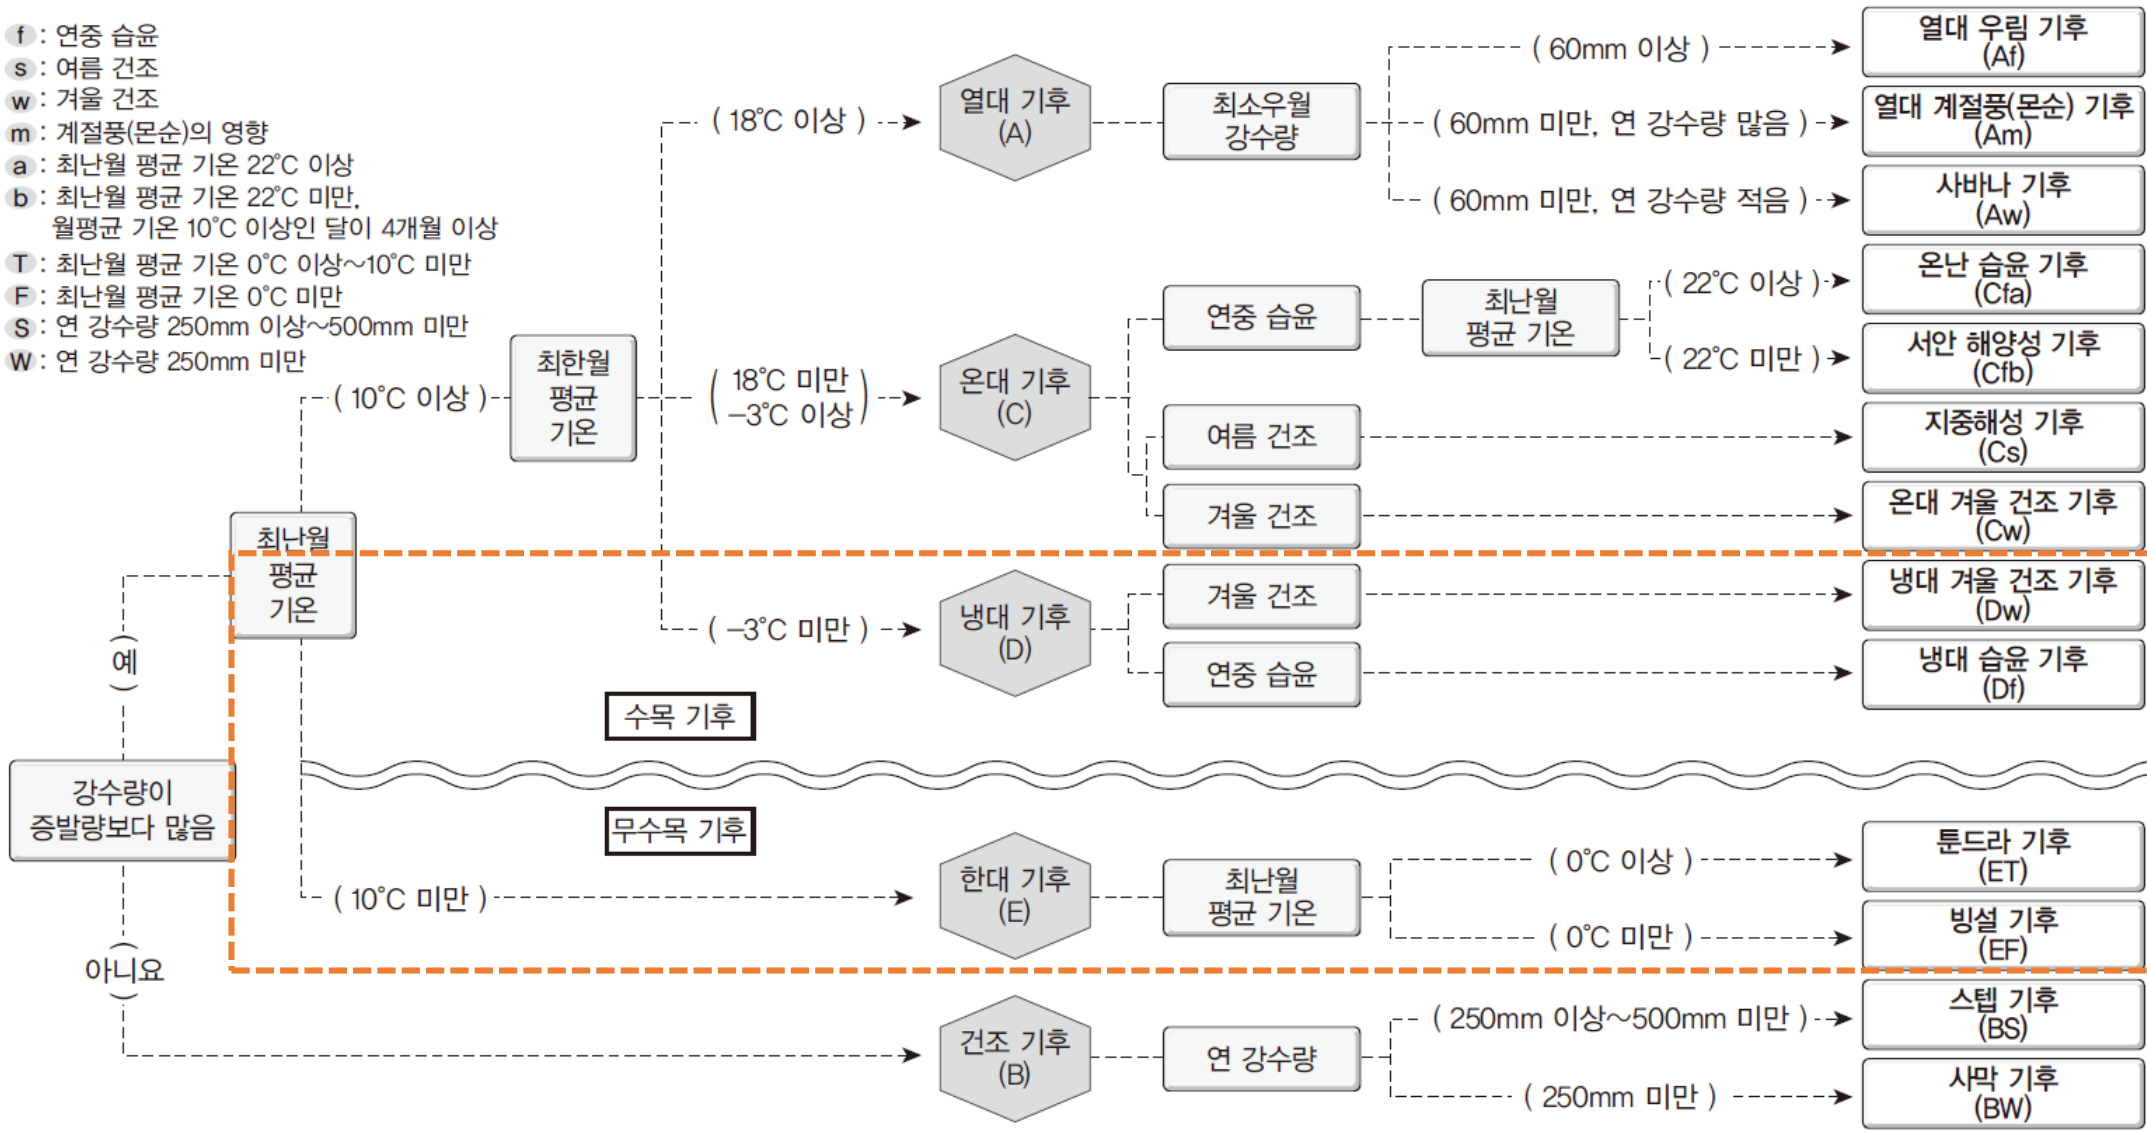 f : 연중 습윤
s : 여름 건조
w : 겨울 건조
m : 계절풍(몬순)의 영향
a : 최난월 평균 기온 22℃ 이상
b : 최난월 평균 기온 22℃ 미만,
월평균 기온 10℃ 이상인 달이 4개월 이상
T : 최난월 평균 기온 0℃ 이상~10℃ 미만
F : 최난월 평균 기온 0℃ 미만
S : 연 강수량 250mm 이상~500mm 미만
W : 연 강수량 250mm 미만
강수량이
증발량보다 많음
(예)
(아니요)
최난월
평균
기온
( 10℃ 이상 )
( 10℃ 미만 )
최한월
평균
기온
( 18℃ 이상 )
( 18℃ 미만
-3℃ 이상 )
( -3℃ 미만 )
수목 기후
무수목 기후
열대 기후
(A)
최소우월
강수량
( 60mm 이상 )
열대 우림 기후
(Af)
( 60mm 미만, 연 강수량 많음 )
열대 계절풍(몬순) 기후
(Am)
( 60mm 미만, 연 강수량 적음 )
사바나 기후
(Aw)
온대 기후
(C)
연중 습윤
최난월
평균 기온
( 22℃ 이상 )
온난 습윤 기후
(Cfa)
( 22℃ 미만 )
서안 해양성 기후
(Cfb)
여름 건조
지중해성 기후
(Cs)
겨울 건조
온대 겨울 건조 기후
(Cw)
냉대 기후
(D)
겨울 건조
냉대 겨울 건조 기후
(Dw)
연중 습윤
냉대 습윤 기후
(Df)
한대 기후
(E)
최난월
평균 기온
( 0℃ 이상 )
툰드라 기후
(ET)
( 0℃ 미만 )
빙설 기후
(EF)
건조 기후
(B)
연 강수량
( 250mm 이상~500mm 미만 )
스텝 기후
(BS)
( 250mm 미만 )
사막 기후
(BW)